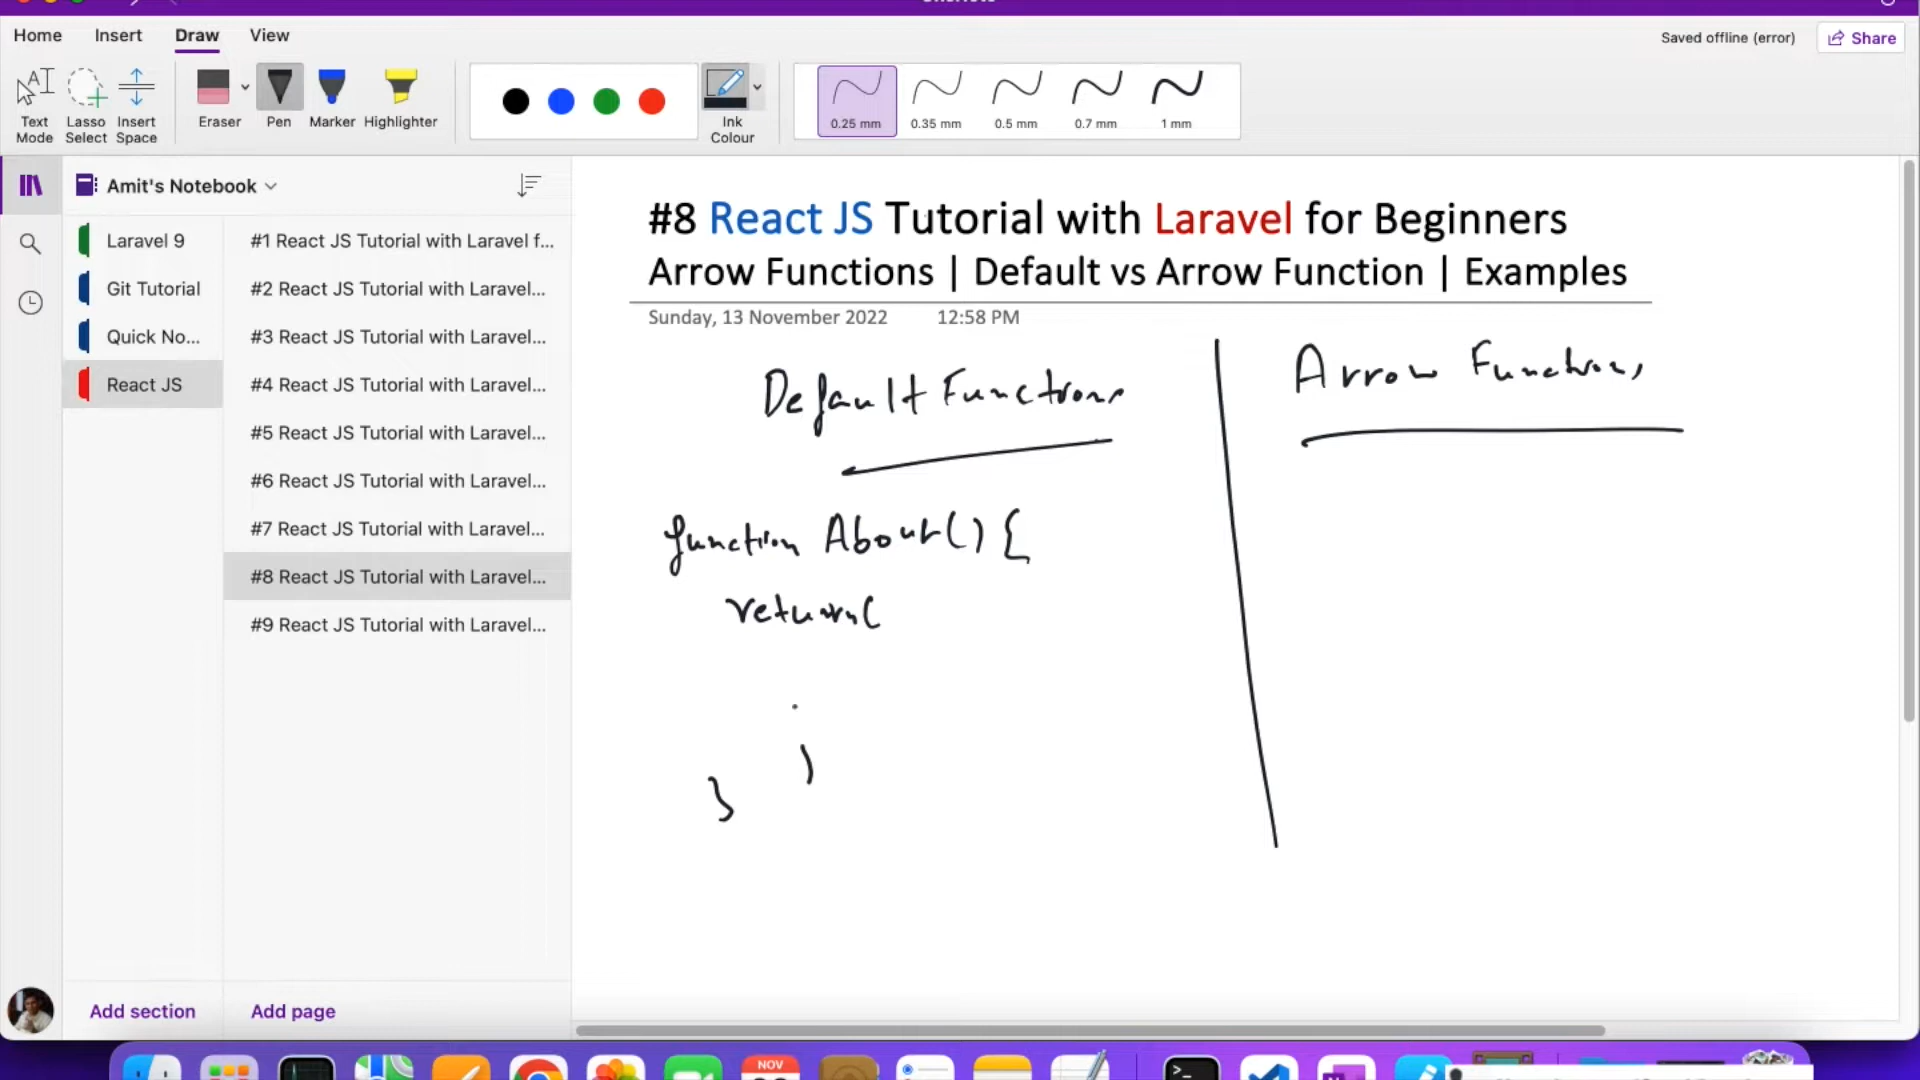 Home Insert Draw View
Saved offline (error) Share
Text Mode
Lasso Select
Insert Space
Eraser
Pen
Marker
Highlighter
Ink Colour
0.25 mm 0.35 mm 0.5 mm 0.7 mm 1 mm
Amit's Notebook
Laravel 9
Git Tutorial
Quick No...
React JS
#1 React JS Tutorial with Laravel f...
#2 React JS Tutorial with Laravel...
#3 React JS Tutorial with Laravel...
#4 React JS Tutorial with Laravel...
#5 React JS Tutorial with Laravel...
#6 React JS Tutorial with Laravel...
#7 React JS Tutorial with Laravel...
#8 React JS Tutorial with Laravel...
#9 React JS Tutorial with Laravel...
Add section Add page
#8 React JS Tutorial with Laravel for Beginners
Arrow Functions | Default vs Arrow Function | Examples
Sunday, 13 November 2022 12:58 PM
Default Functions
function About() {
return(
)
}
Arrow Functions
NOV